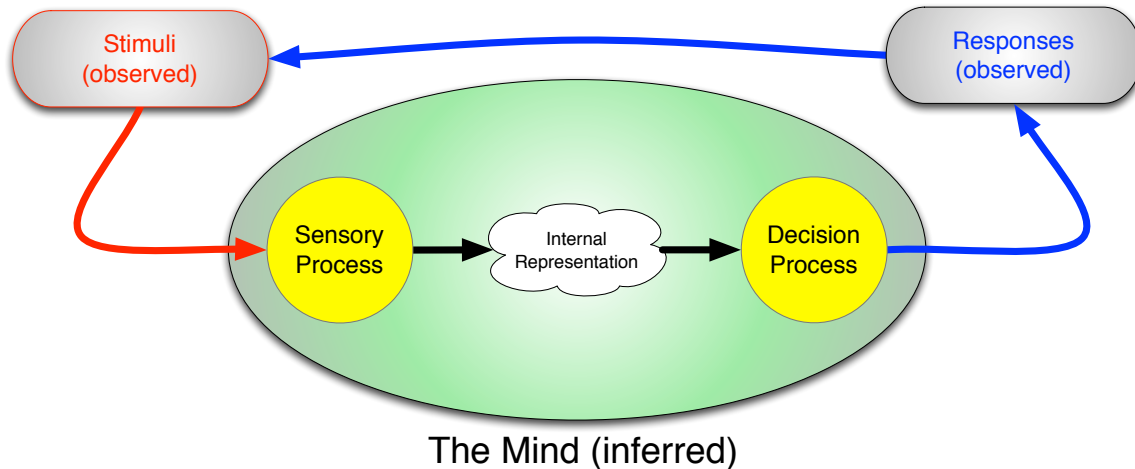 Stimuli
(observed)
Responses
(observed)
Sensory
Process
Internal
Representation
Decision
Process
The Mind (inferred)